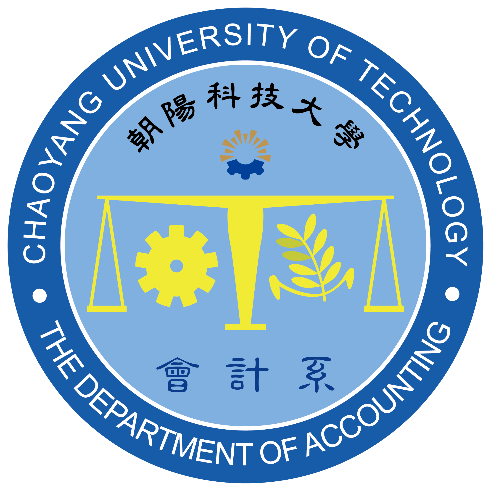 CHAOYANG UNIVERSITY OF TECHNOLOGY
朝陽科技大學
會計系
THE DEPARTMENT OF ACCOUNTING